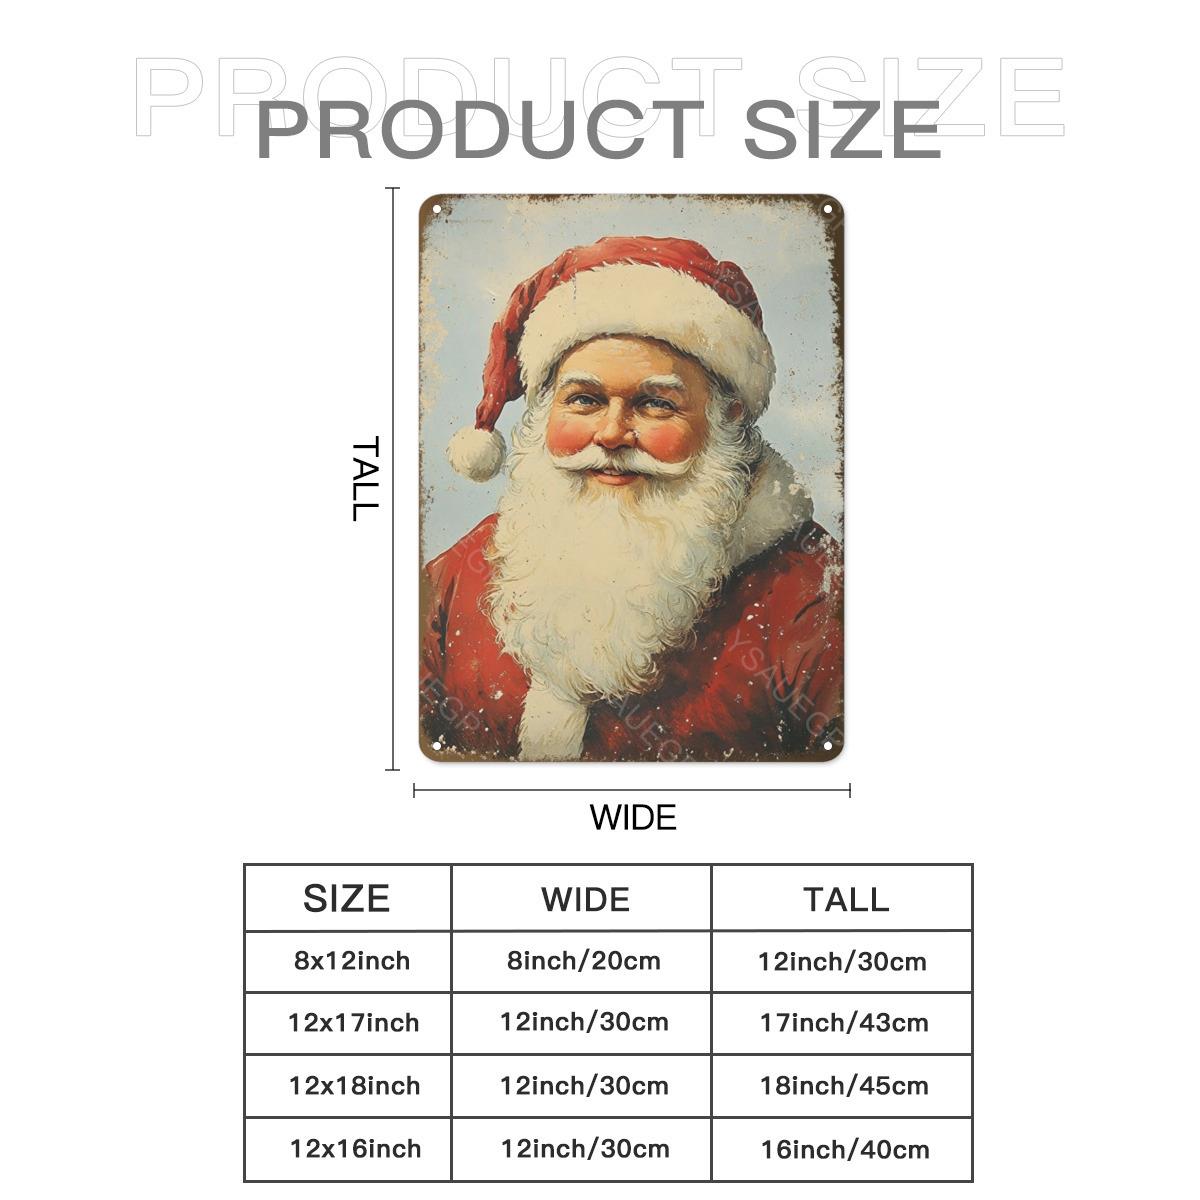 PRODUCT SIZE
PRODUCT SIZE
TALL
YSAUEGR
WIDE
SIZE WIDE TALL
8x12inch 8inch/20cm 12inch/30cm
12x17inch 12inch/30cm 17inch/43cm
12x18inch 12inch/30cm 18inch/45cm
12x16inch 12inch/30cm 16inch/40cm